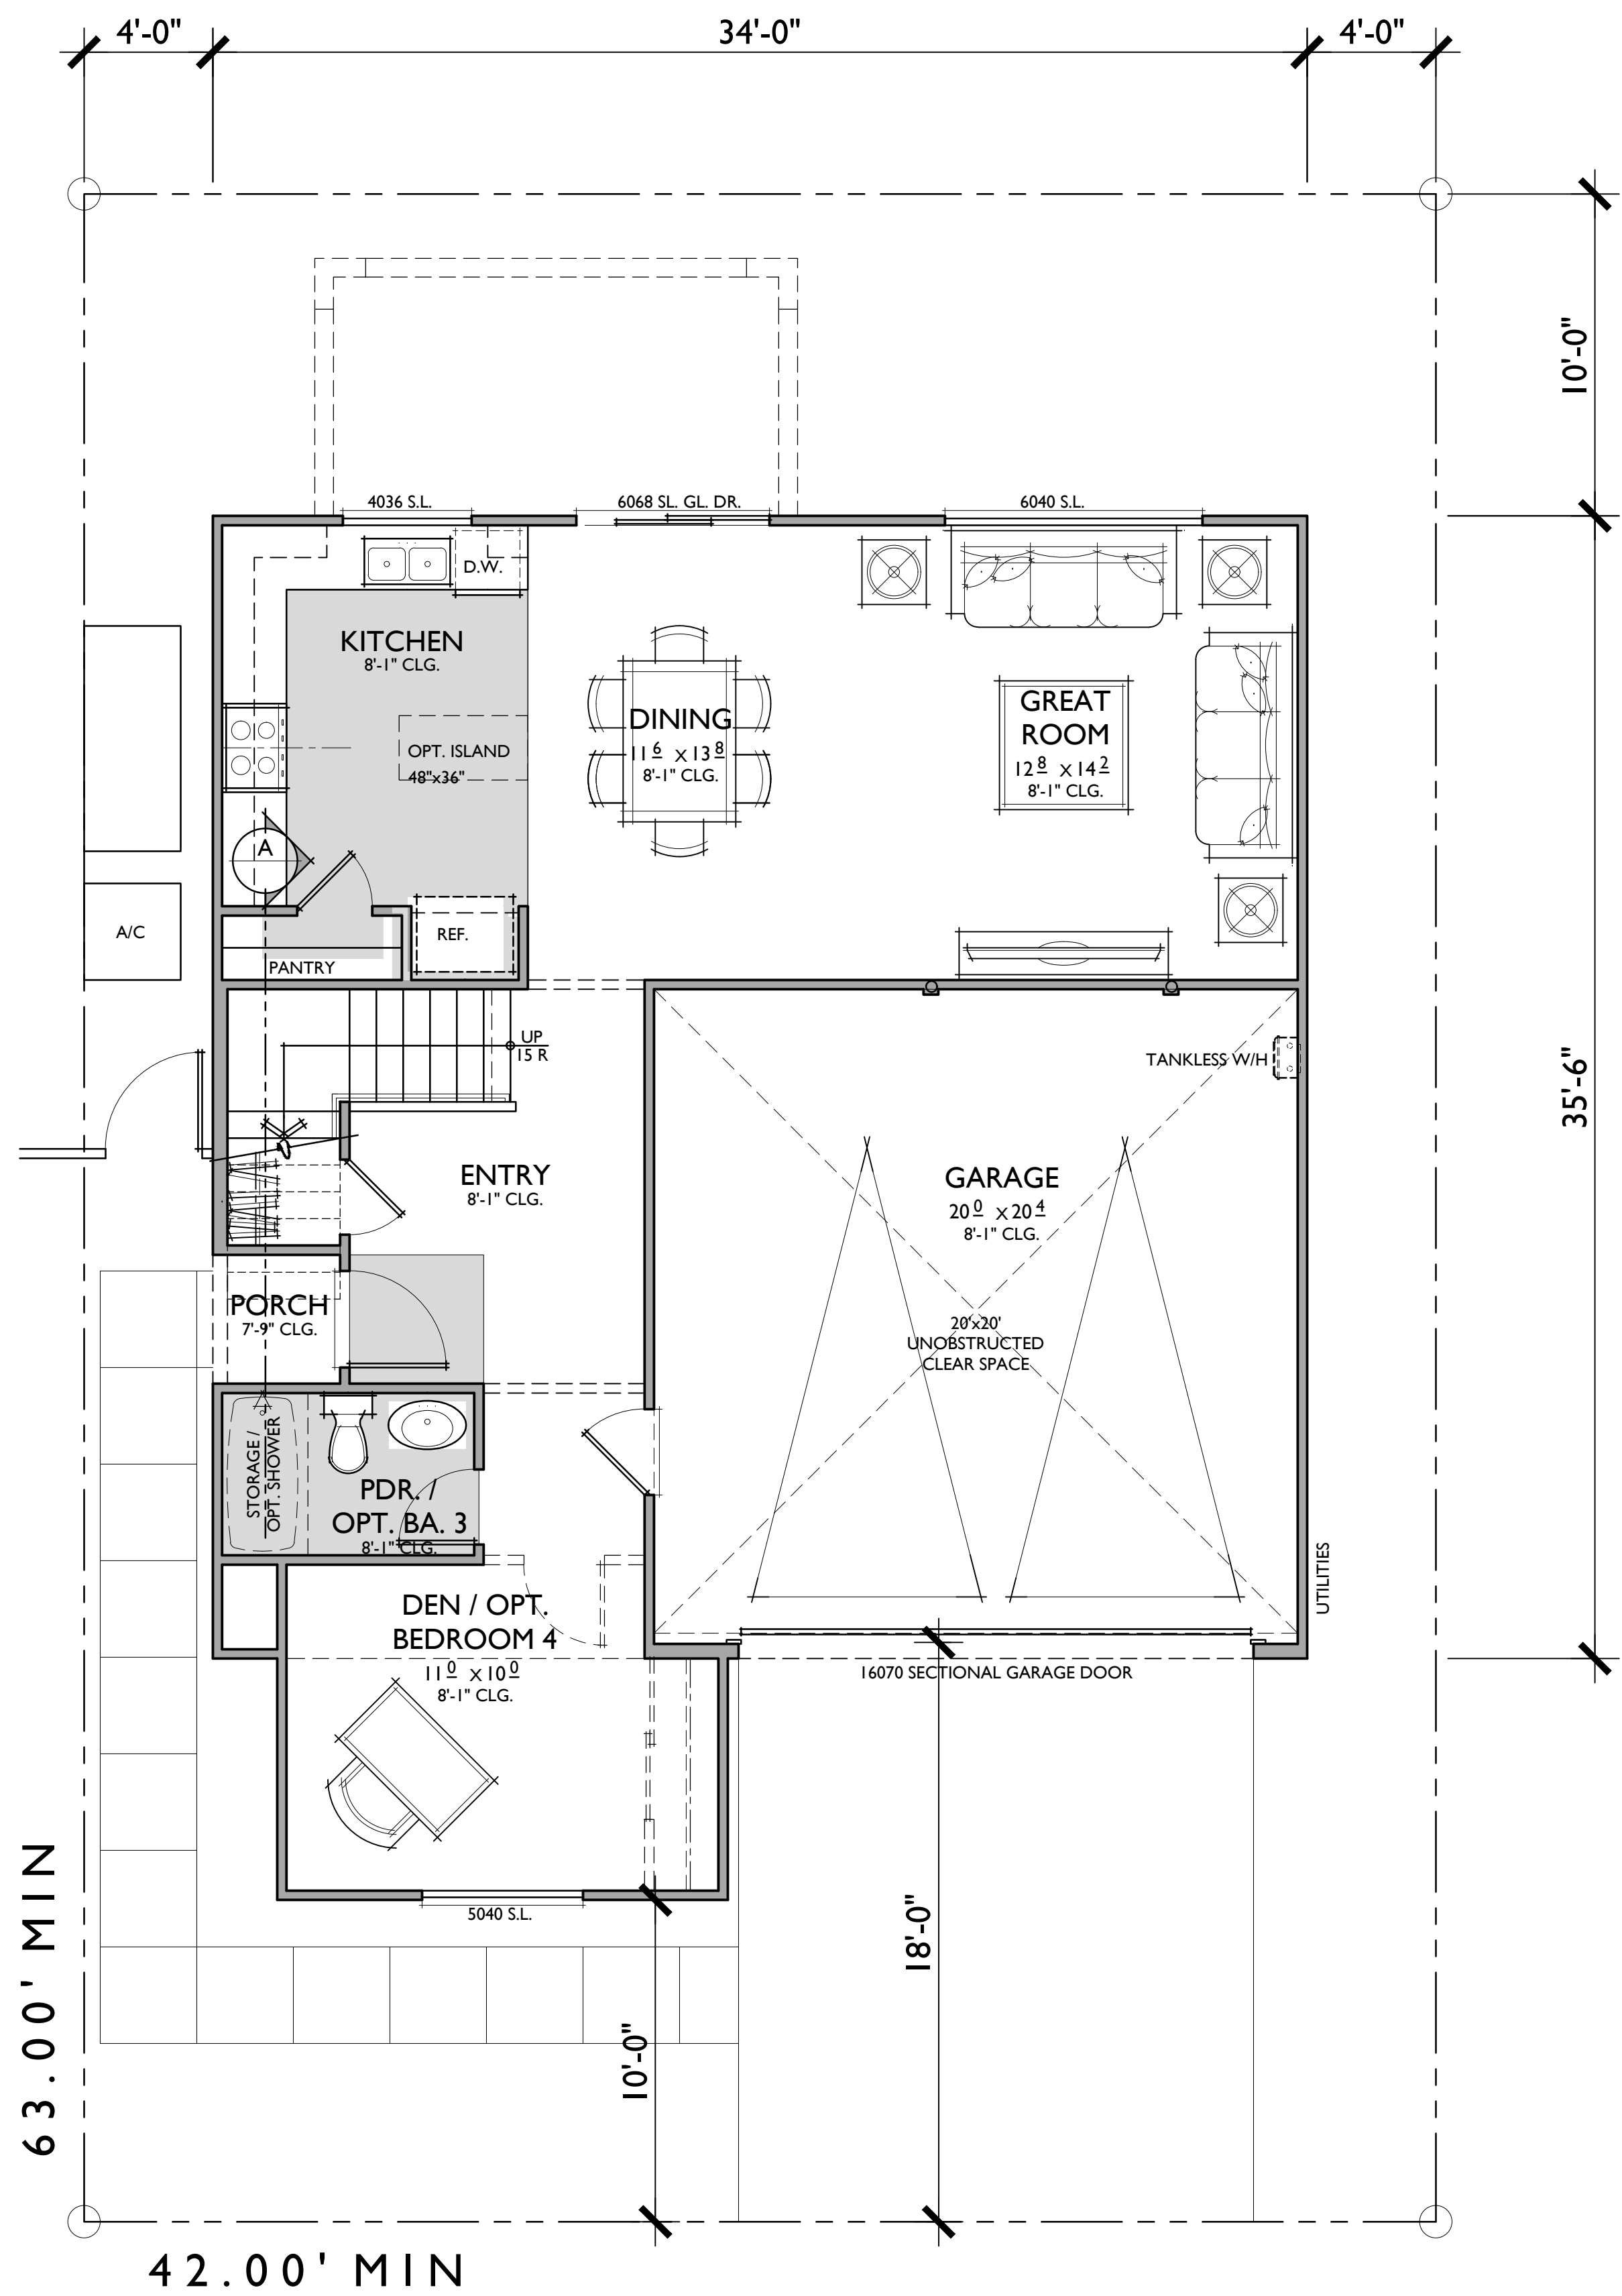 4'-0"
34'-0"
4'-0"
10'-0"
4036 S.L.
6068 SL. GL. DR.
6040 S.L.
D.W.
KITCHEN
8'-1" CLG.
OPT. ISLAND
48"x36"
DINING
11 6 x 13 8
8'-1" CLG.
GREAT
ROOM
12 8 x 14 2
8'-1" CLG.
A
A/C
REF.
PANTRY
UP
15 R
TANKLESS W/H
35'-6"
ENTRY
8'-1" CLG.
GARAGE
20 0 x 20 4
8'-1" CLG.
PORCH
7'-9" CLG.
20'x20'
UNOBSTRUCTED
CLEAR SPACE
STORAGE /
OPT. SHOWER
PDR. /
OPT. BA. 3
8'-1" CLG.
UTILITIES
DEN / OPT.
BEDROOM 4
11 0 x 10 0
8'-1" CLG.
16070 SECTIONAL GARAGE DOOR
5040 S.L.
18'-0"
10'-0"
63.00' MIN
42.00' MIN